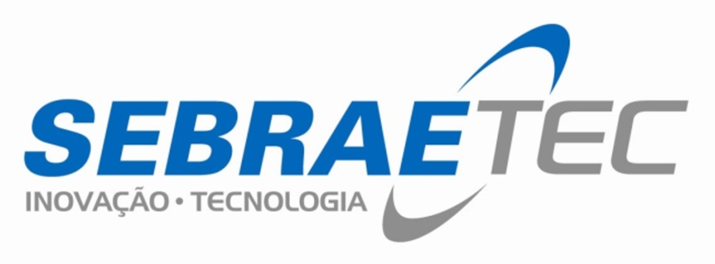 SEBRAETEC
INOVAÇÃO • TECNOLOGIA